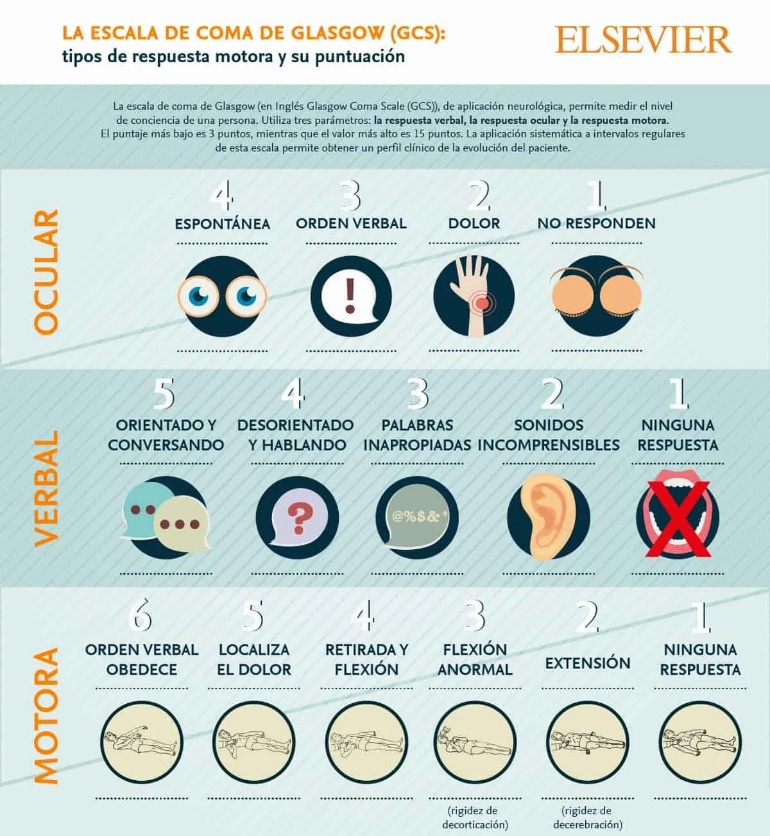 LA ESCALA DE COMA DE GLASGOW (GCS):
tipos de respuesta motora y su puntuación
ELSEVIER
La escala de coma de Glasgow (en Inglés Glasgow Coma Scale (GCS)), de aplicación neurológica, permite medir el nivel
de conciencia de una persona. Utiliza tres parámetros: la respuesta verbal, la respuesta ocular y la respuesta motora.
El puntaje más bajo es 3 puntos, mientras que el valor más alto es 15 puntos. La aplicación sistemática a intervalos regulares
de esta escala permite obtener un perfil clínico de la evolución del paciente.
OCULAR
4 3 2 1
ESPONTÁNEA ORDEN VERBAL DOLOR NO RESPONDEN
!
VERBAL
5 4 3 2 1
ORIENTADO Y DESORIENTADO PALABRAS SONIDOS NINGUNA
CONVERSANDO Y HABLANDO INAPROPIADAS INCOMPRENSIBLES RESPUESTA
? @%$&*
MOTORA
6 5 4 3 2 1
ORDEN VERBAL LOCALIZA RETIRADA Y FLEXIÓN EXTENSIÓN NINGUNA
OBEDECE EL DOLOR FLEXIÓN ANORMAL RESPUESTA
(rigidez de (rigidez de
decorticación) decerebración)